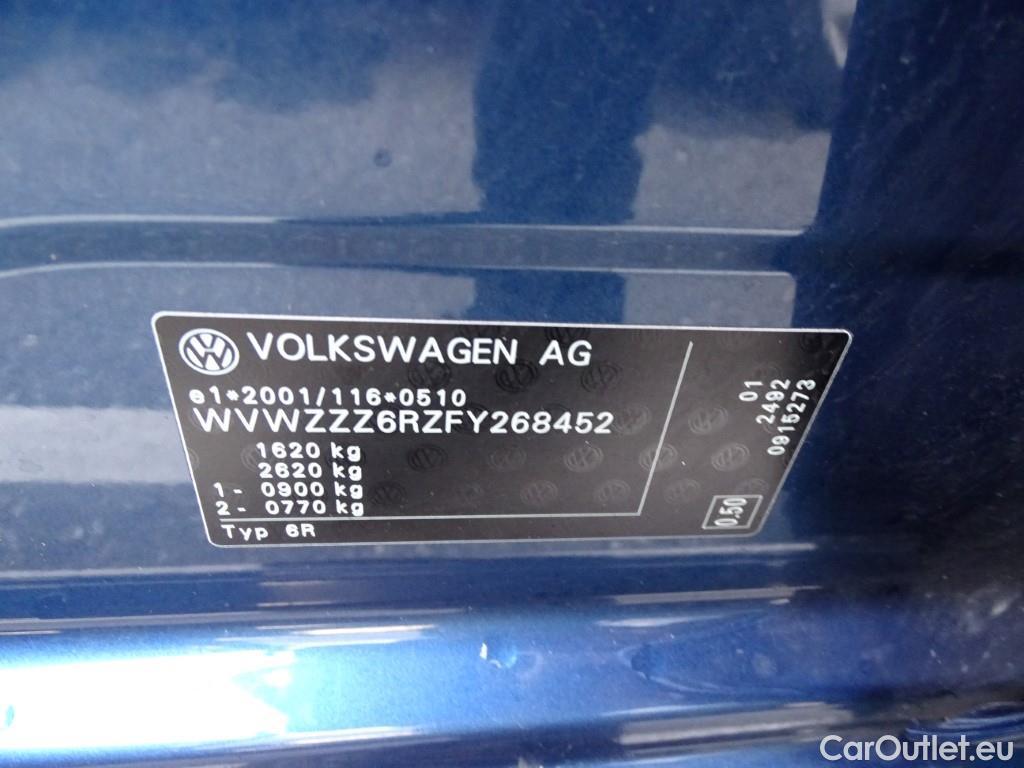 VOLKSWAGEN AG
e1*2001/116*0510
WVWZZZ6RZFY268452
1620 kg
2620 kg
1- 0900 kg
2- 0770 kg
Typ 6R
01
2492
0915273
0.50
CarOutlet.eu